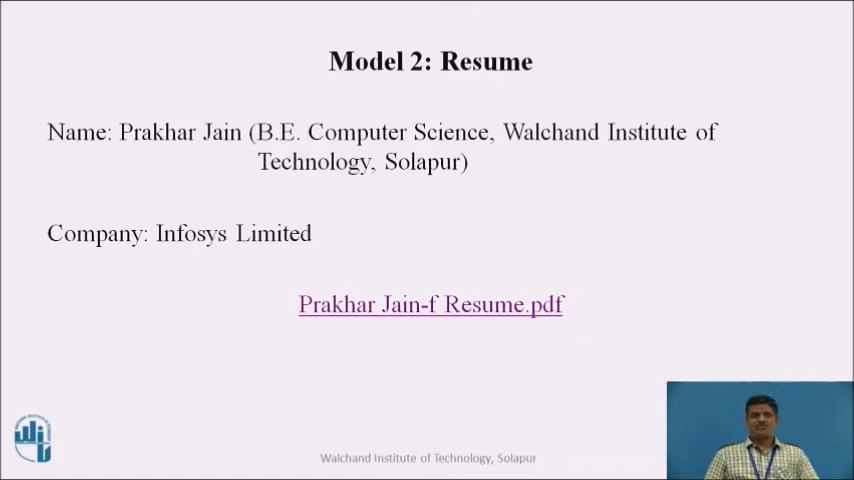 Model 2: Resume
Name: Prakhar Jain (B.E. Computer Science, Walchand Institute of
Technology, Solapur)
Company: Infosys Limited
Prakhar Jain-f Resume.pdf
Walchand Institute of Technology, Solapur